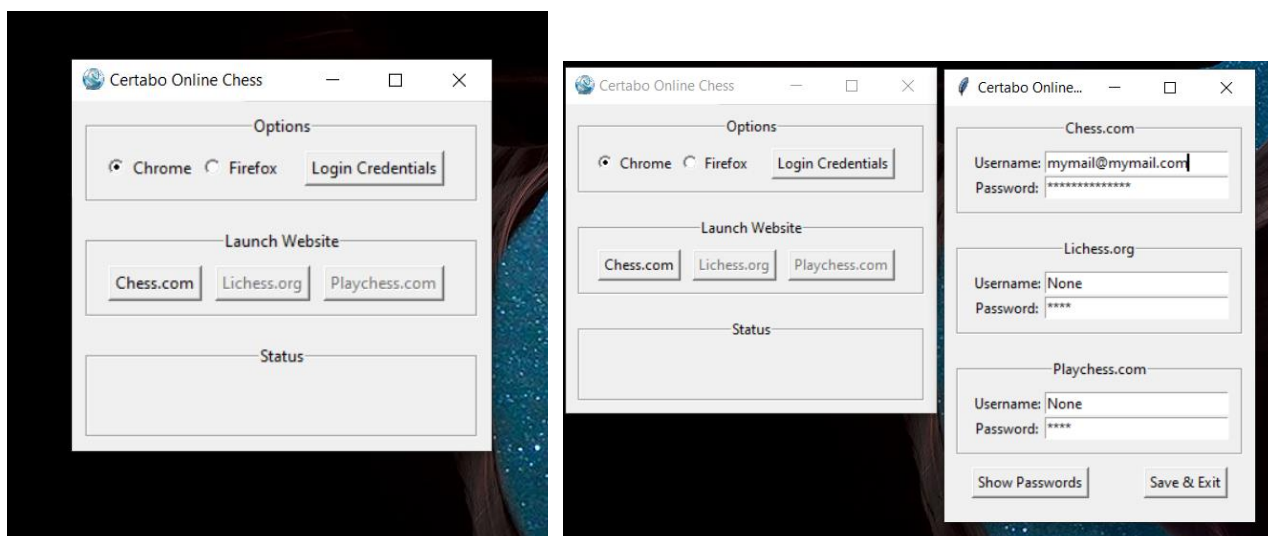 Certabo Online Chess
Options
Chrome Firefox Login Credentials
Launch Website
Chess.com Lichess.org Playchess.com
Status
Certabo Online Chess
Options
Chrome Firefox Login Credentials
Launch Website
Chess.com Lichess.org Playchess.com
Status
Certabo Online...
Chess.com
Username: mymail@mymail.com
Password: **************
Lichess.org
Username: None
Password: ****
Playchess.com
Username: None
Password: ****
Show Passwords Save & Exit